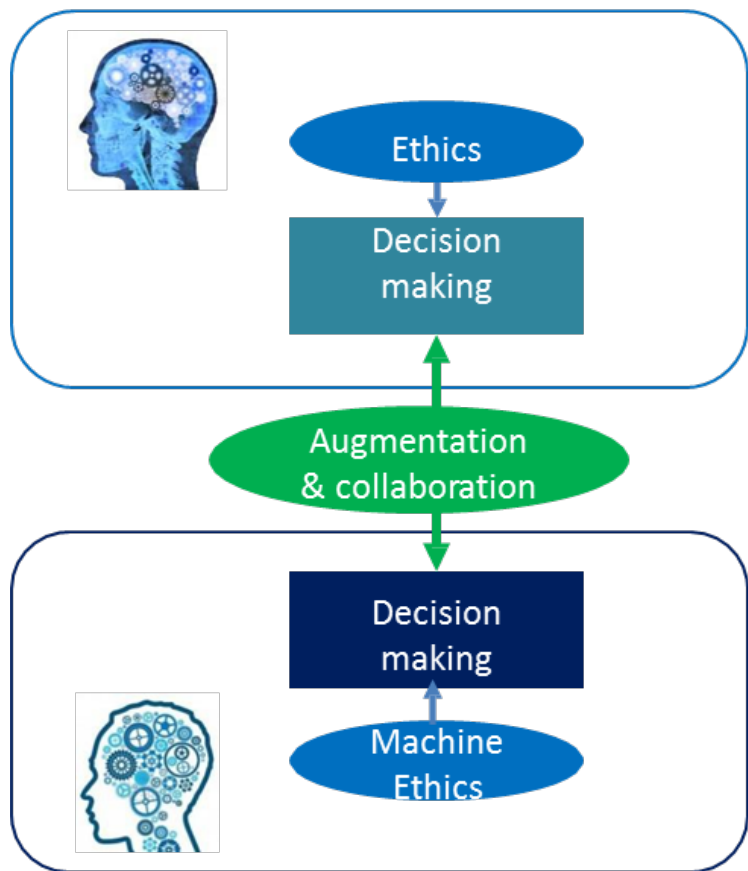 Ethics
Decision
making
Augmentation
& collaboration
Decision
making
Machine
Ethics